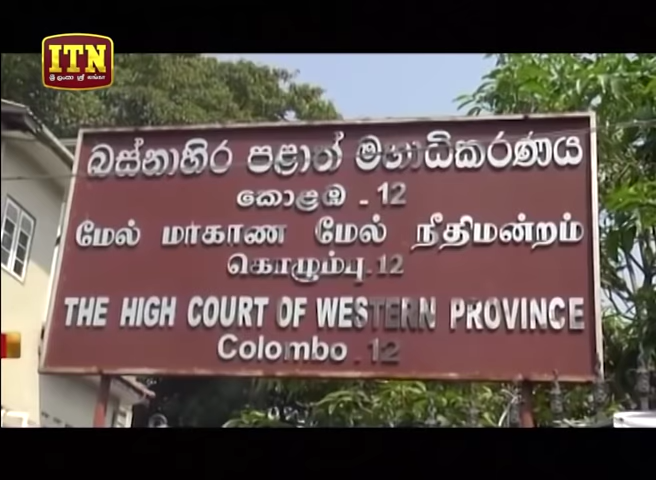 ITN
බස්නාහිර පළාත් මහාධිකරණය
කොළඹ - 12
மேல் மாகாண மேல் நீதிமன்றம்
கொழும்பு - 12
THE HIGH COURT OF WESTERN PROVINCE
Colombo - 12